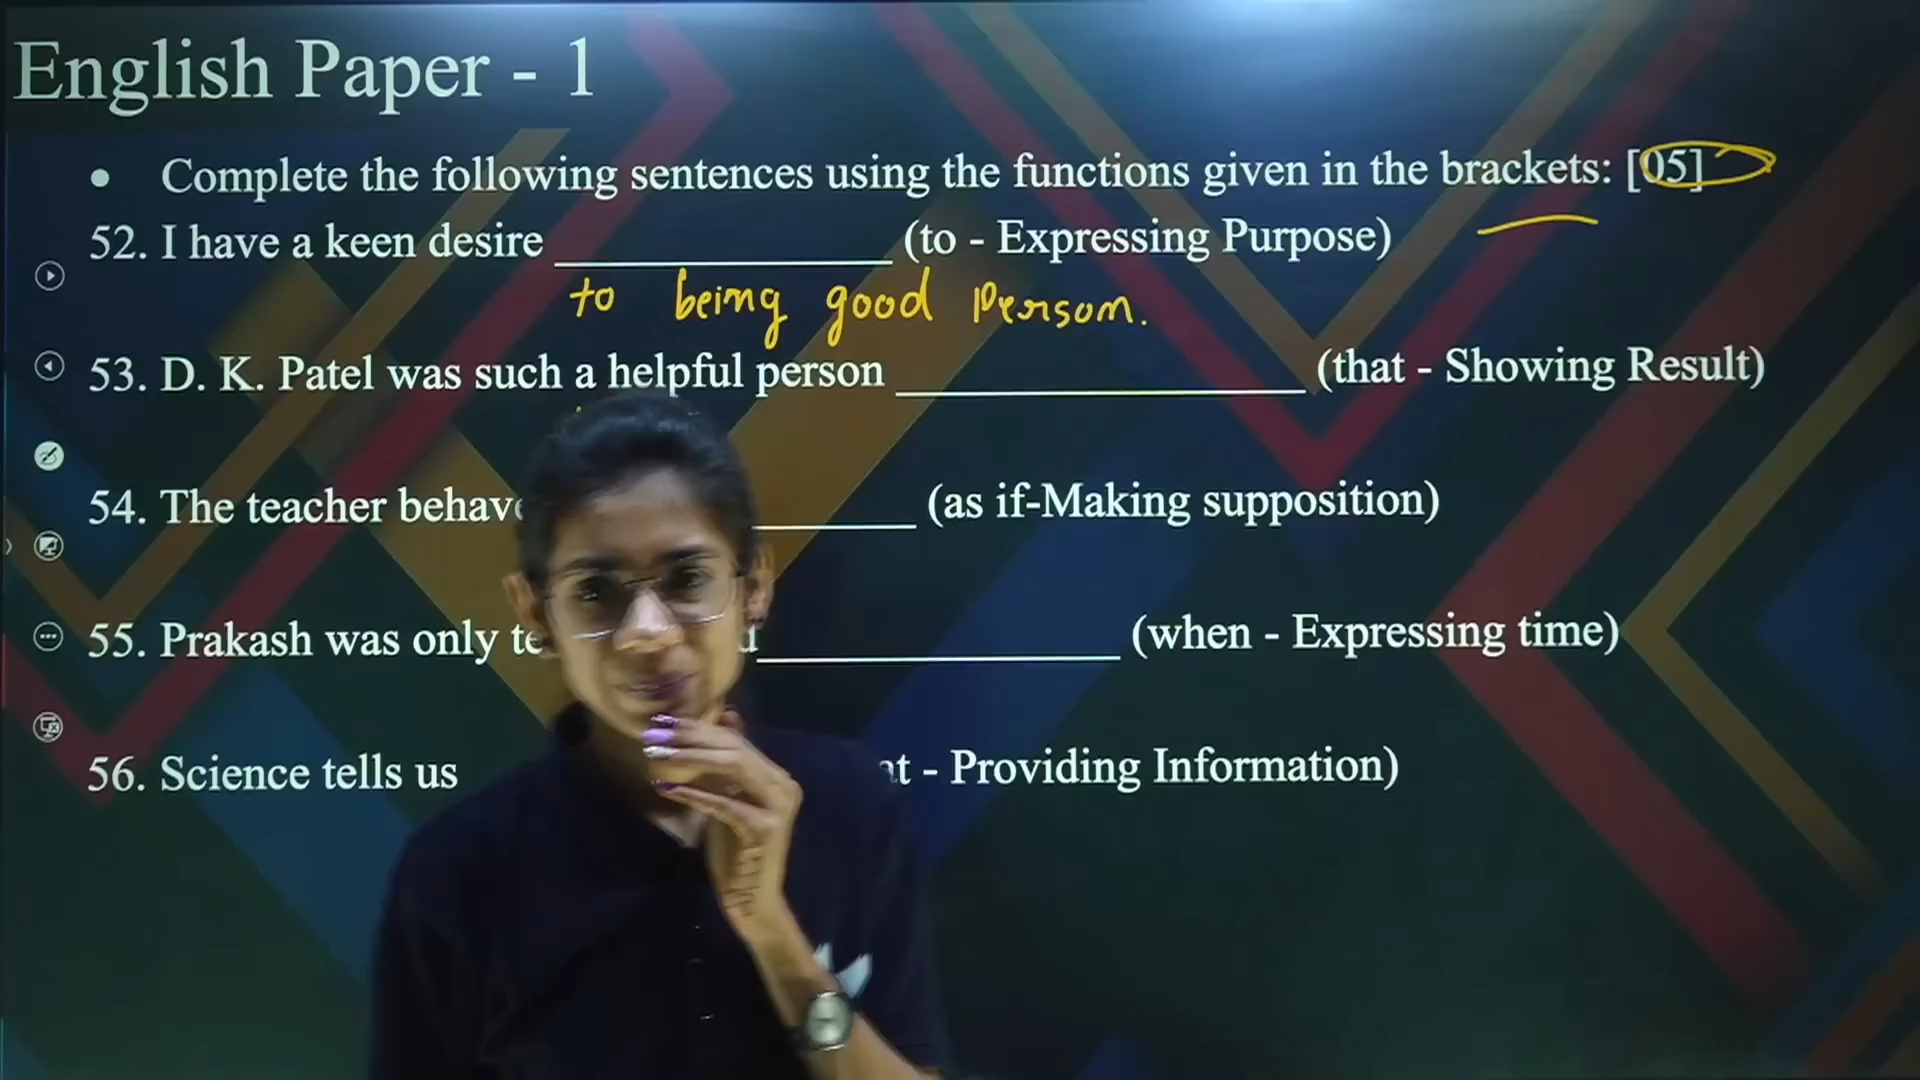 English Paper - 1
• Complete the following sentences using the functions given in the brackets: [05]
52. I have a keen desire ______________ (to - Expressing Purpose)
to being good person.
53. D. K. Patel was such a helpful person ________________ (that - Showing Result)
54. The teacher ______ (as if-Making supposition)
55. Prakash was only ______________ (when - Expressing time)
56. Science tells us - Providing Information)